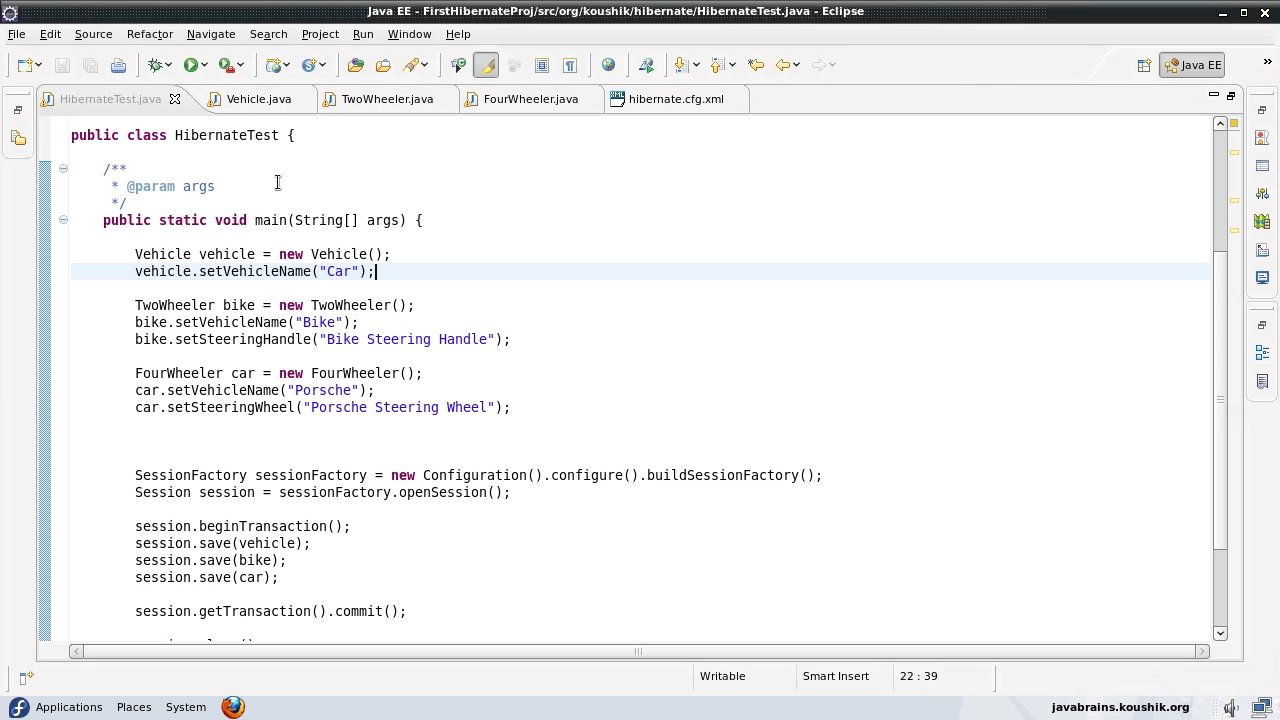 Java EE - FirstHibernateProj/src/org/koushik/hibernate/HibernateTest.java - Eclipse
File Edit Source Refactor Navigate Search Project Run Window Help
Java EE
HibernateTest.java Vehicle.java TwoWheeler.java FourWheeler.java hibernate.cfg.xml
public class HibernateTest {
/**
* @param args
*/
public static void main(String[] args) {
Vehicle vehicle = new Vehicle();
vehicle.setVehicleName("Car");
TwoWheeler bike = new TwoWheeler();
bike.setVehicleName("Bike");
bike.setSteeringHandle("Bike Steering Handle");
FourWheeler car = new FourWheeler();
car.setVehicleName("Porsche");
car.setSteeringWheel("Porsche Steering Wheel");
SessionFactory sessionFactory = new Configuration().configure().buildSessionFactory();
Session session = sessionFactory.openSession();
session.beginTransaction();
session.save(vehicle);
session.save(bike);
session.save(car);
session.getTransaction().commit();
Writable Smart Insert 22 : 39
Applications Places System javabrains.koushik.org